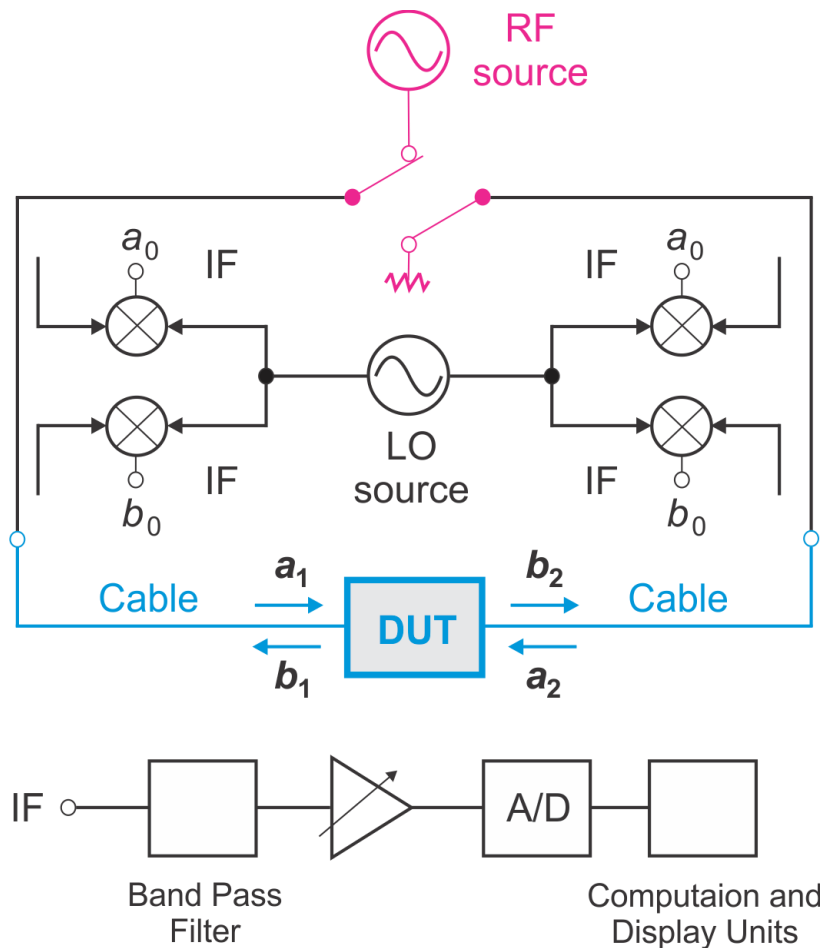 RF
source
a0
IF
IF
a0
LO
source
IF
b0
IF
b0
Cable
a1
b2
Cable
DUT
b1
a2
IF
A/D
Band Pass
Filter
Computaion and
Display Units